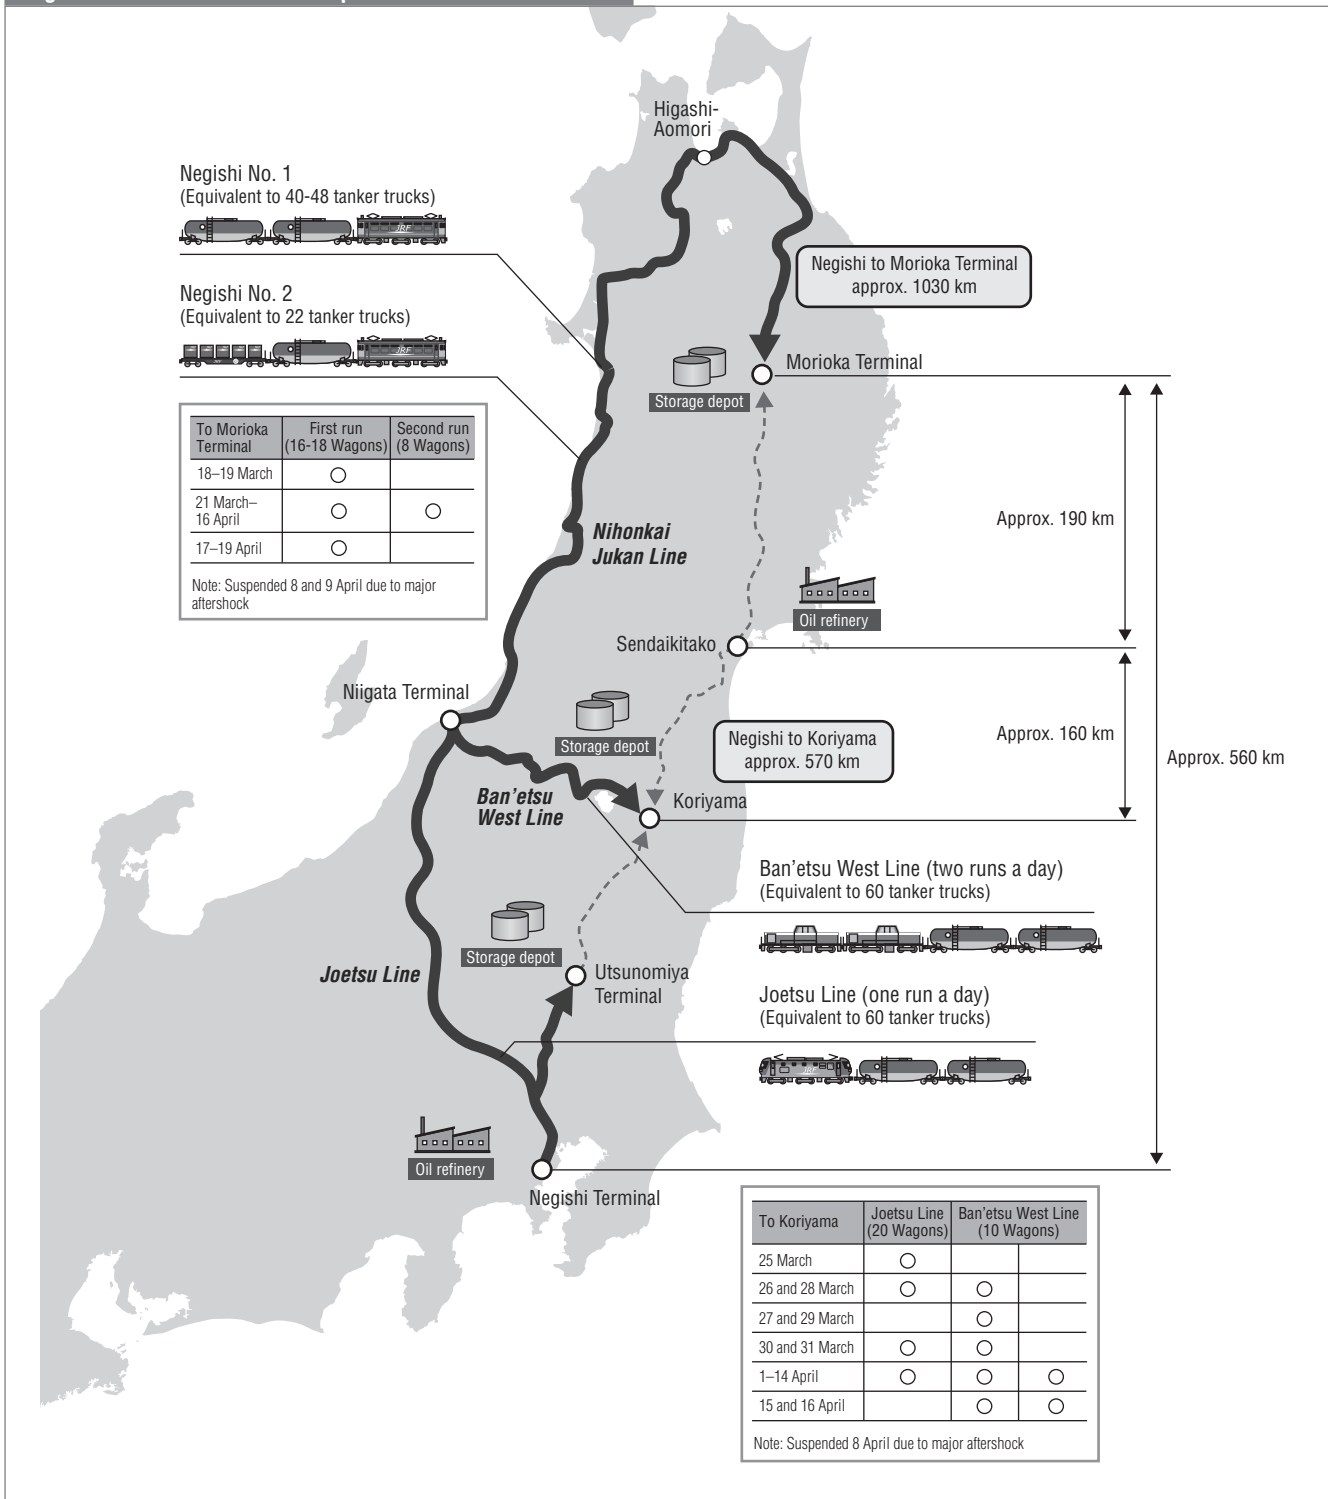 Higashi-
Aomori
Negishi No. 1
(Equivalent to 40-48 tanker trucks)
JRF
Negishi No. 2
(Equivalent to 22 tanker trucks)
JRF
Negishi to Morioka Terminal
approx. 1030 km
Morioka Terminal
Storage depot
To Morioka
Terminal
First run
(16-18 Wagons)
Second run
(8 Wagons)
18–19 March
○
21 March–
16 April
○ ○
17–19 April
○
Note: Suspended 8 and 9 April due to major
aftershock
Nihonkai
Jukan Line
Approx. 190 km
Oil refinery
Sendaikitako
Niigata Terminal
Storage depot
Negishi to Koriyama
approx. 570 km
Approx. 160 km
Approx. 560 km
Ban’etsu
West Line
Koriyama
Ban’etsu West Line (two runs a day)
(Equivalent to 60 tanker trucks)
Storage depot
Joetsu Line
Utsunomiya
Terminal
Joetsu Line (one run a day)
(Equivalent to 60 tanker trucks)
JRF
Oil refinery
Negishi Terminal
To Koriyama
Joetsu Line
(20 Wagons)
Ban’etsu West Line
(10 Wagons)
25 March ○
26 and 28 March ○ ○
27 and 29 March ○
30 and 31 March ○ ○
1–14 April ○ ○ ○
15 and 16 April ○ ○
Note: Suspended 8 April due to major aftershock